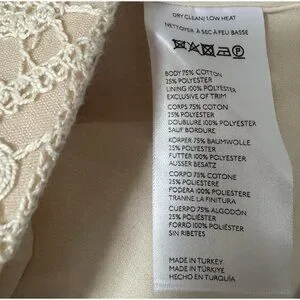 DRY CLEAN/ LOW HEAT
NETTOYER À SEC À FEU BASSE
P
BODY 75% COTTON
25% POLYESTER
LINING 100% POLYESTER
EXCLUSIVE OF TRIM
CORPS 75% COTON
25% POLYESTER
DOUBLURE 100% POLYESTER
SAUF BORDURE
KORPER 75% BAUMWOLLE
25% POLYESTER
FUTTER 100% POLYESTER
AUSSER BESATZ
CORPO 75% COTONE
25% POLIESTERE
FODERA 100% POLIESTERE
TRANNE LA FINITURA
CUERPO 75% ALGODÓN
25% POLIÉSTER
FORRO 100% POLIÉSTER
SIN RIBETES
MADE IN TURKEY
MADE IN TÜRKIYE
HECHO EN TURQUÍA